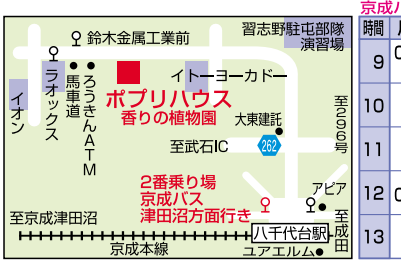 京成バ
習志野駐屯部隊
演習場
鈴木金属工業前
ラオックス
馬車道
ろうきんATM
イトーヨーカドー
イオン
ポプリハウス
香りの植物園
大東建託
至武石IC
262
至296号
2番乗り場
京成バス
津田沼方面行き
アピア
至京成津田沼
八千代台駅
至成田
京成本線
ユアエルム
時間
9
10
11
12
13